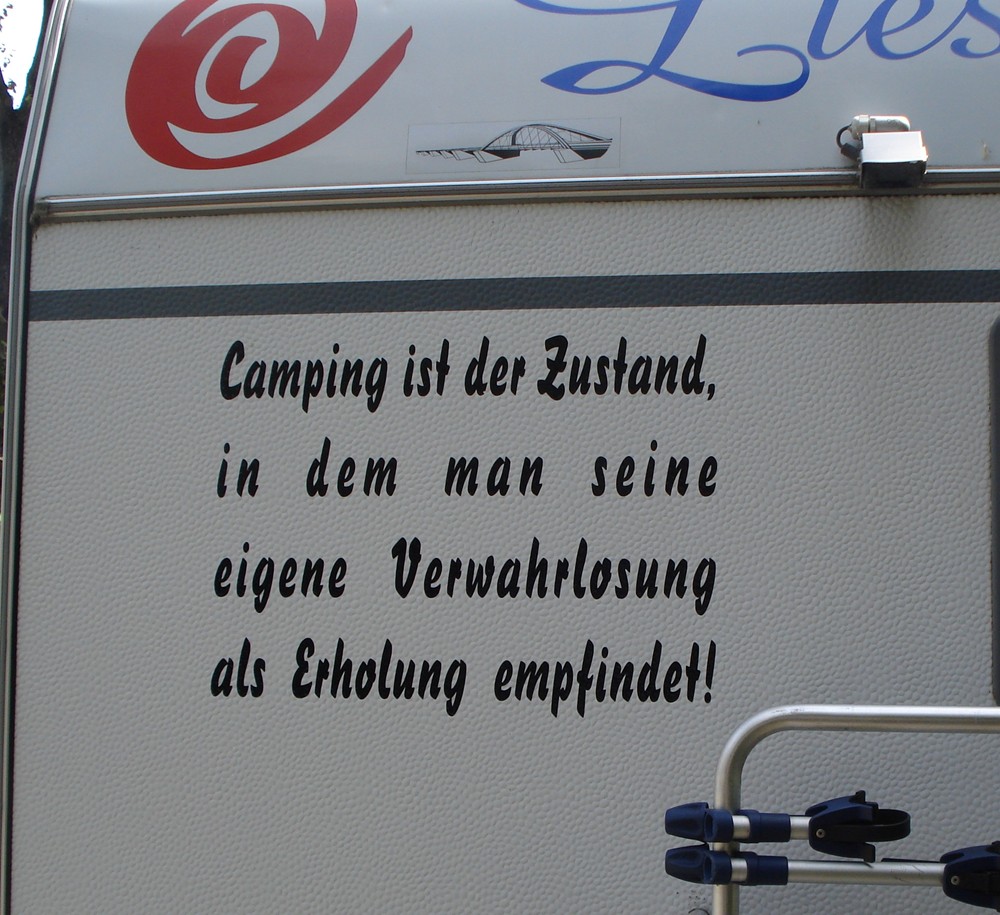 Camping ist der Zustand,
in dem man seine
eigene Verwahrlosung
als Erholung empfindet!